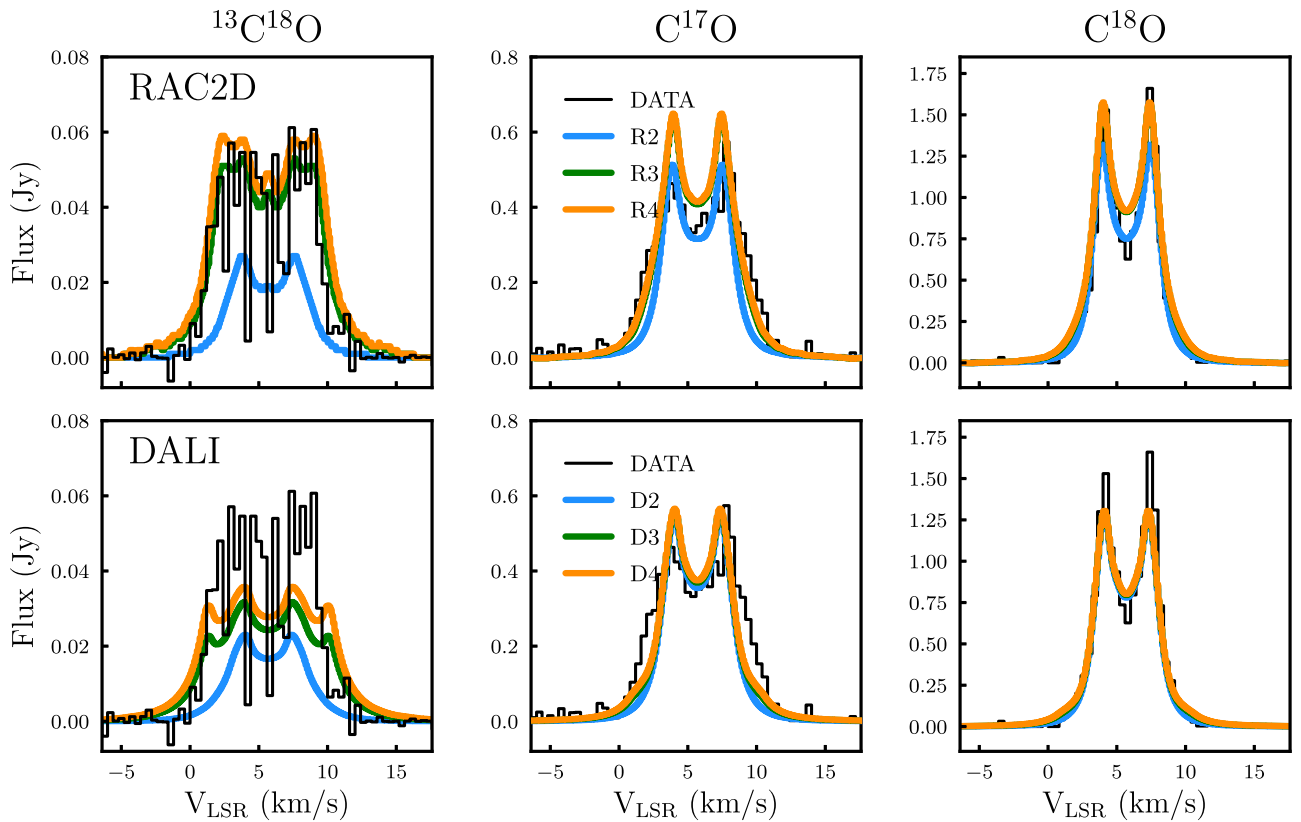 ¹³C¹⁸O
C¹⁷O
C¹⁸O
0.08
0.06
0.04
0.02
0.00
Flux (Jy)
RAC2D
0.8
0.6
0.4
0.2
0.0
DATA
R2
R3
R4
1.75
1.50
1.25
1.00
0.75
0.50
0.25
0.00
0.08
0.06
0.04
0.02
0.00
Flux (Jy)
DALI
−5 0 5 10 15
V_LSR (km/s)
0.8
0.6
0.4
0.2
0.0
DATA
D2
D3
D4
−5 0 5 10 15
V_LSR (km/s)
1.75
1.50
1.25
1.00
0.75
0.50
0.25
0.00
−5 0 5 10 15
V_LSR (km/s)